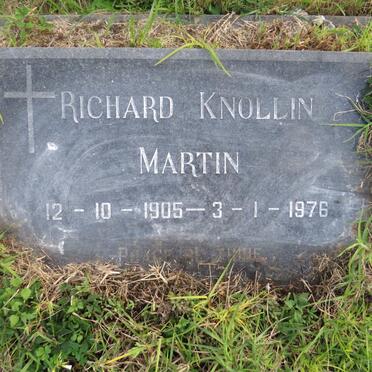 RICHARD KNOLLIN
MARTIN
12 - 10 - 1905 — 3 - 1 - 1976